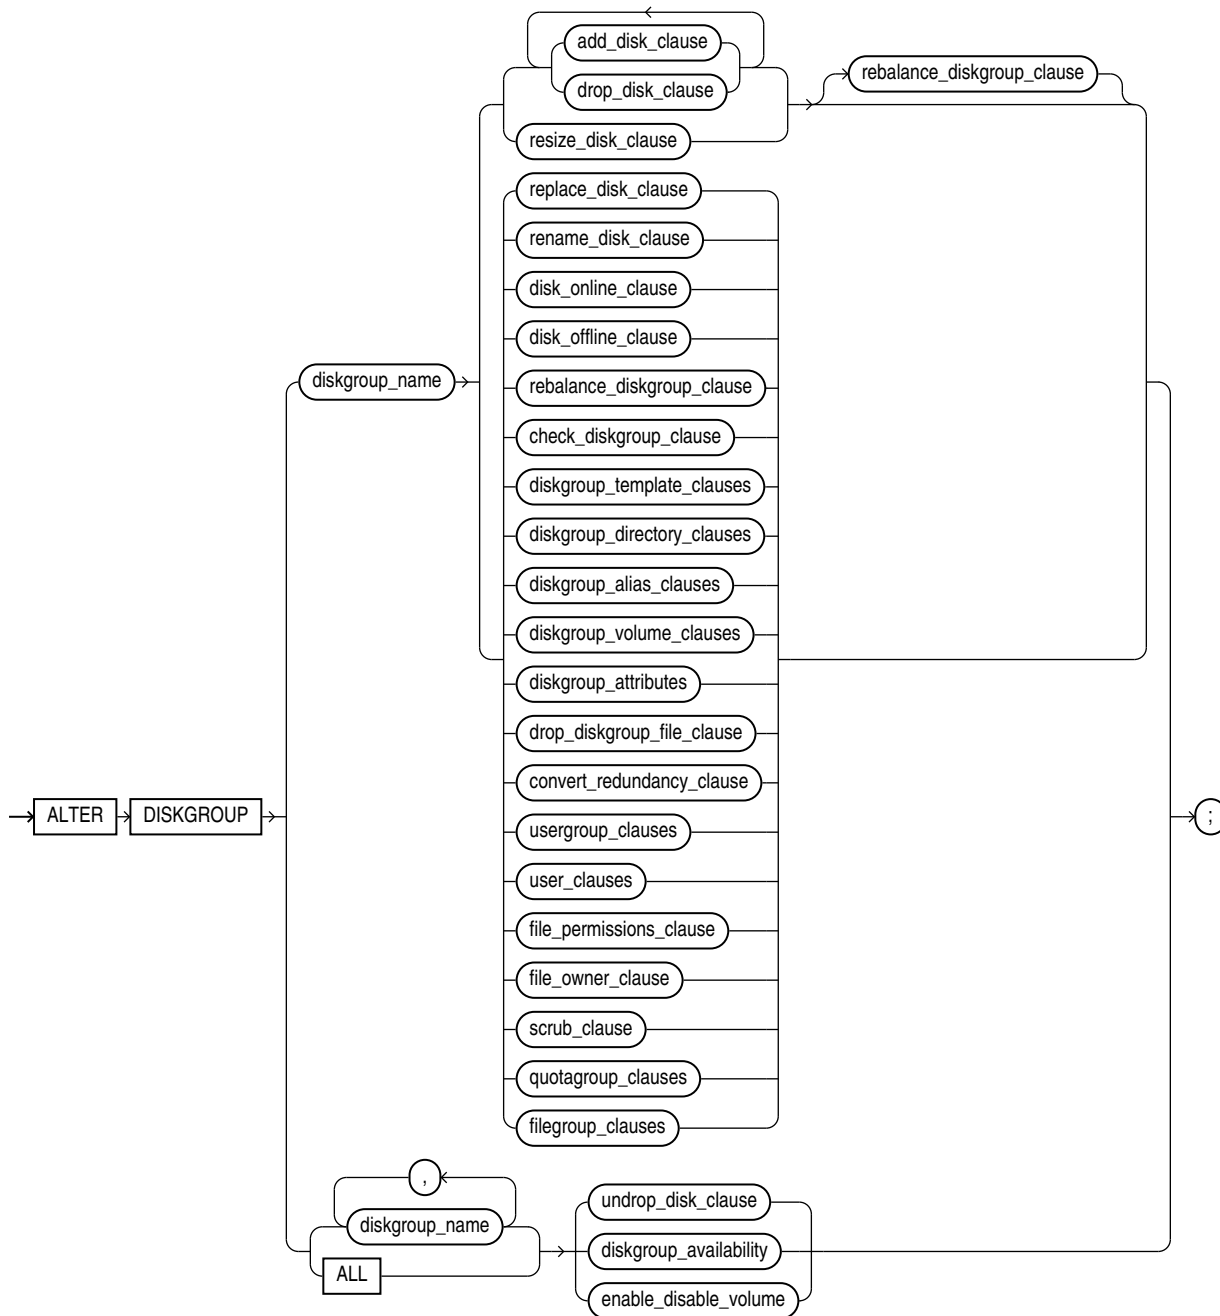 add_disk_clause
drop_disk_clause
rebalance_diskgroup_clause
resize_disk_clause
replace_disk_clause
rename_disk_clause
disk_online_clause
disk_offline_clause
diskgroup_name
rebalance_diskgroup_clause
check_diskgroup_clause
diskgroup_template_clauses
diskgroup_directory_clauses
diskgroup_alias_clauses
diskgroup_volume_clauses
diskgroup_attributes
drop_diskgroup_file_clause
convert_redundancy_clause
ALTER DISKGROUP
;
usergroup_clauses
user_clauses
file_permissions_clause
file_owner_clause
scrub_clause
quotagroup_clauses
filegroup_clauses
,
diskgroup_name
ALL
undrop_disk_clause
diskgroup_availability
enable_disable_volume